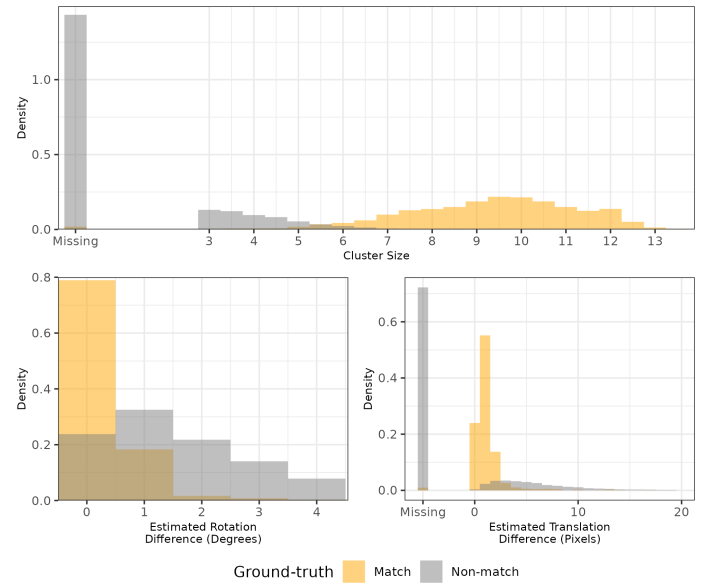 Density
1.0
0.5
0.0
Missing 3 4 5 6 7 8 9 10 11 12 13
Cluster Size
Density
0.8
0.6
0.4
0.2
0.0
0 1 2 3 4
Estimated Rotation
Difference (Degrees)
Density
0.6
0.4
0.2
0.0
Missing 0 10 20
Estimated Translation
Difference (Pixels)
Ground-truth Match Non-match